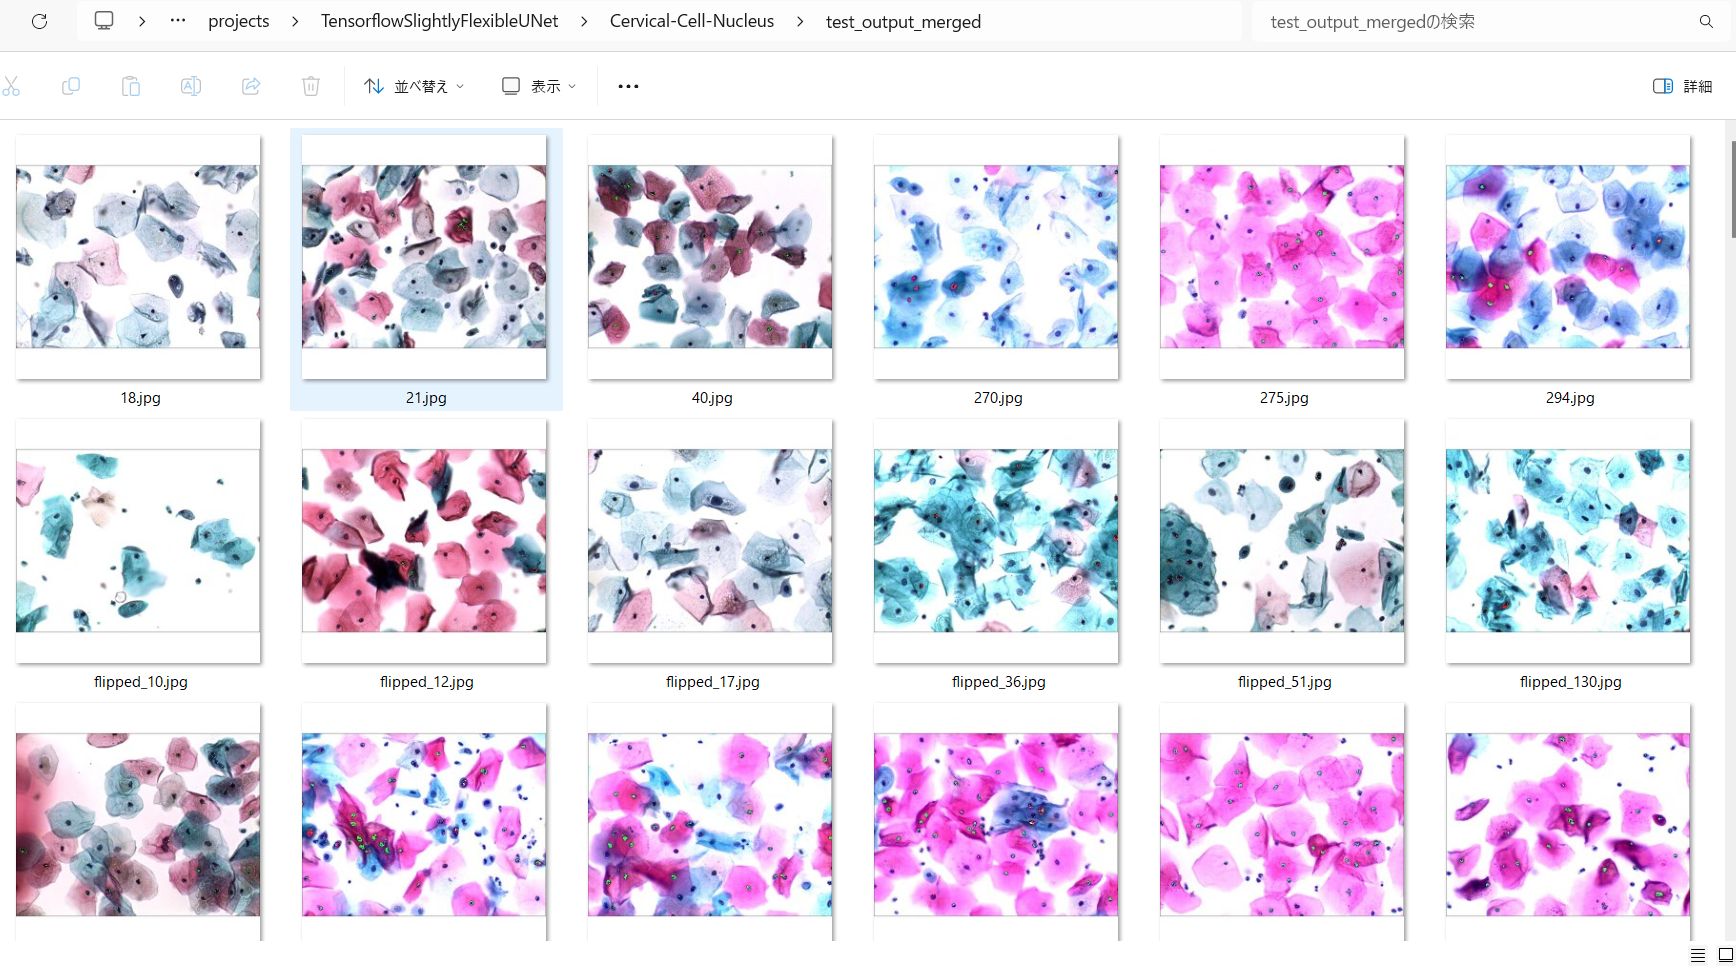 projects > TensorflowSlightlyFlexibleUNet > Cervical-Cell-Nucleus > test_output_merged
test_output_mergedの検索
並べ替え
表示
詳細
18.jpg
21.jpg
40.jpg
270.jpg
275.jpg
294.jpg
flipped_10.jpg
flipped_12.jpg
flipped_17.jpg
flipped_36.jpg
flipped_51.jpg
flipped_130.jpg